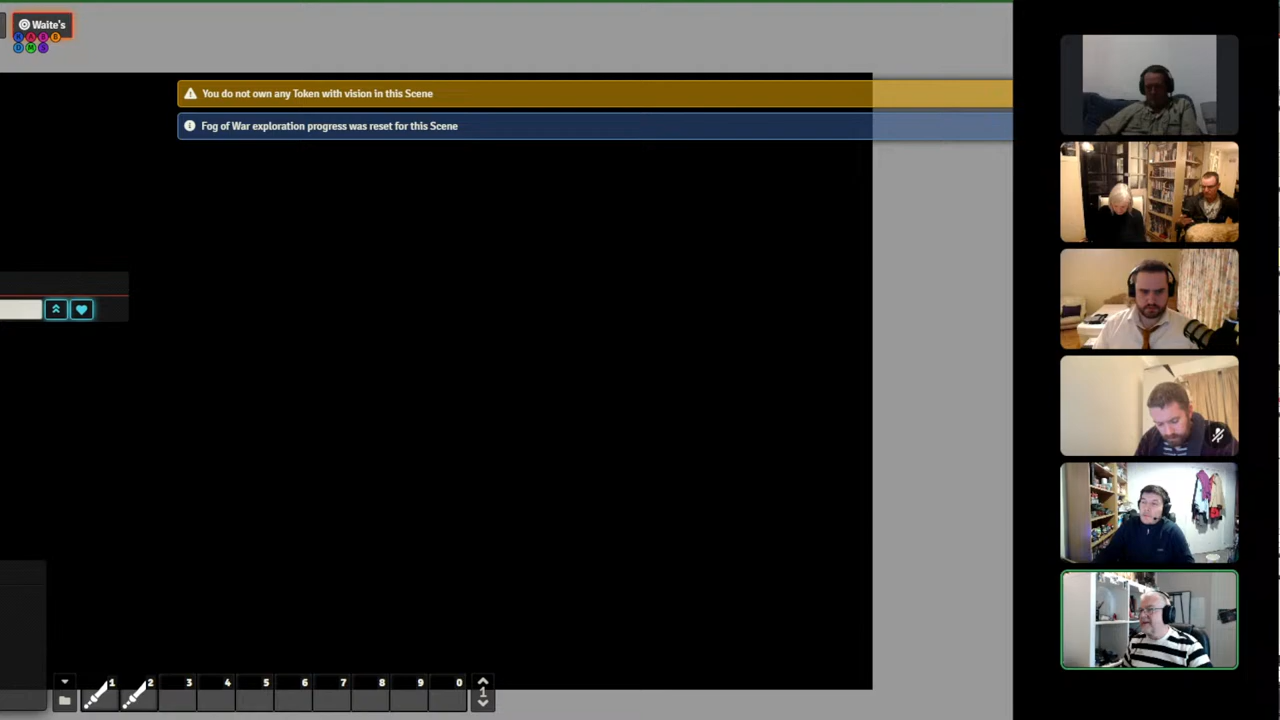 Waite's
K A B B
D M S
You do not own any Token with vision in this Scene
Fog of War exploration progress was reset for this Scene
1 2 3 4 5 6 7 8 9 0
1